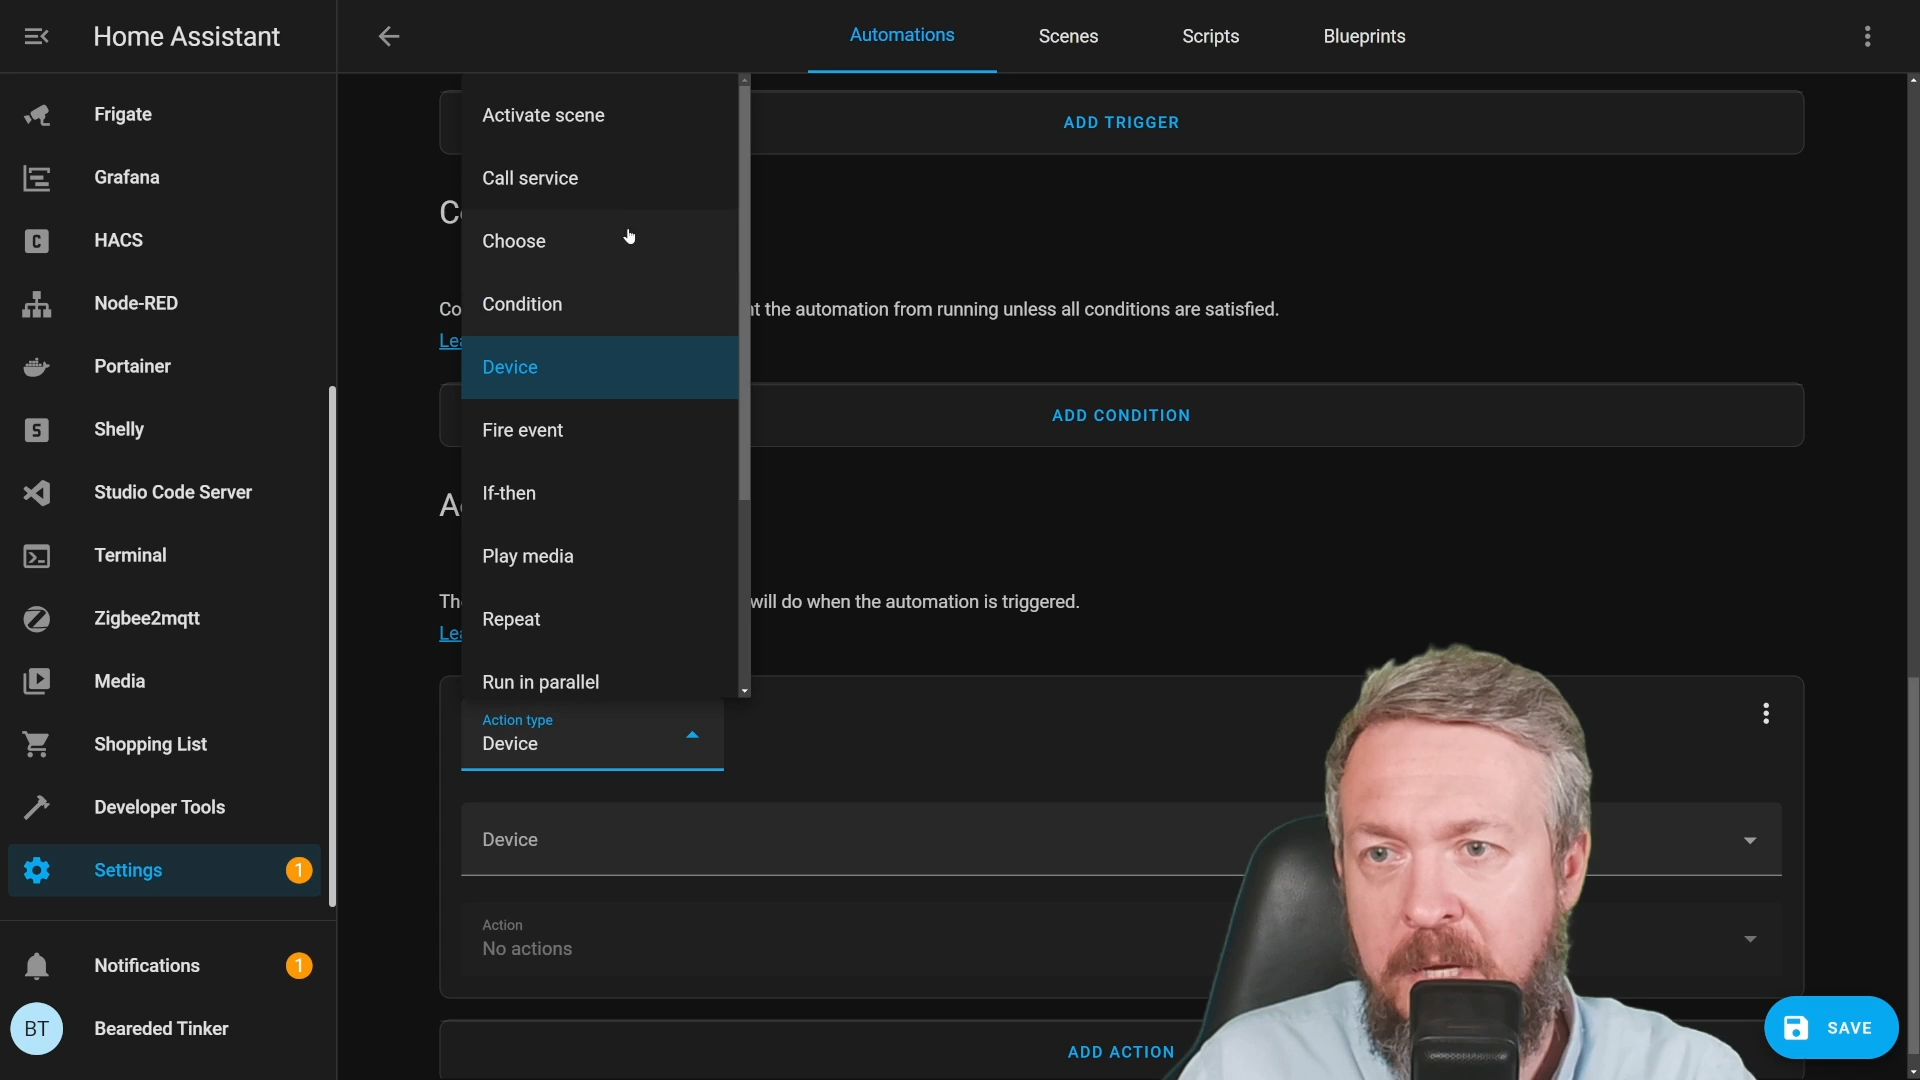 Home Assistant
Automations
Scenes
Scripts
Blueprints
Frigate
Grafana
C
HACS
Node-RED
Portainer
S
Shelly
Studio Code Server
Terminal
Zigbee2mqtt
Media
Shopping List
Developer Tools
Settings
1
Notifications
1
BT
Beareded Tinker
ADD TRIGGER
Activate scene
Call service
Choose
Condition
Device
Fire event
If-then
Play media
Repeat
Run in parallel
the automation from running unless all conditions are satisfied.
ADD CONDITION
will do when the automation is triggered.
Action type
Device
Device
Action
No actions
ADD ACTION
SAVE